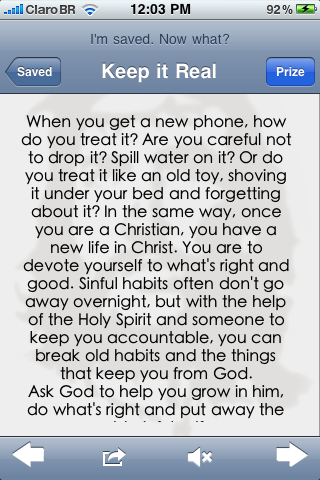 Claro BR 12:03 PM 92%
I'm saved. Now what?
Saved Keep it Real Prize
When you get a new phone, how
do you treat it? Are you careful not
to drop it? Spill water on it? Or do
you treat it like an old toy, shoving
it under your bed and forgetting
about it? In the same way, once
you are a Christian, you have a
new life in Christ. You are to
devote yourself to what's right and
good. Sinful habits often don't go
away overnight, but with the help
of the Holy Spirit and someone to
keep you accountable, you can
break old habits and the things
that keep you from God.
Ask God to help you grow in him,
do what's right and put away the